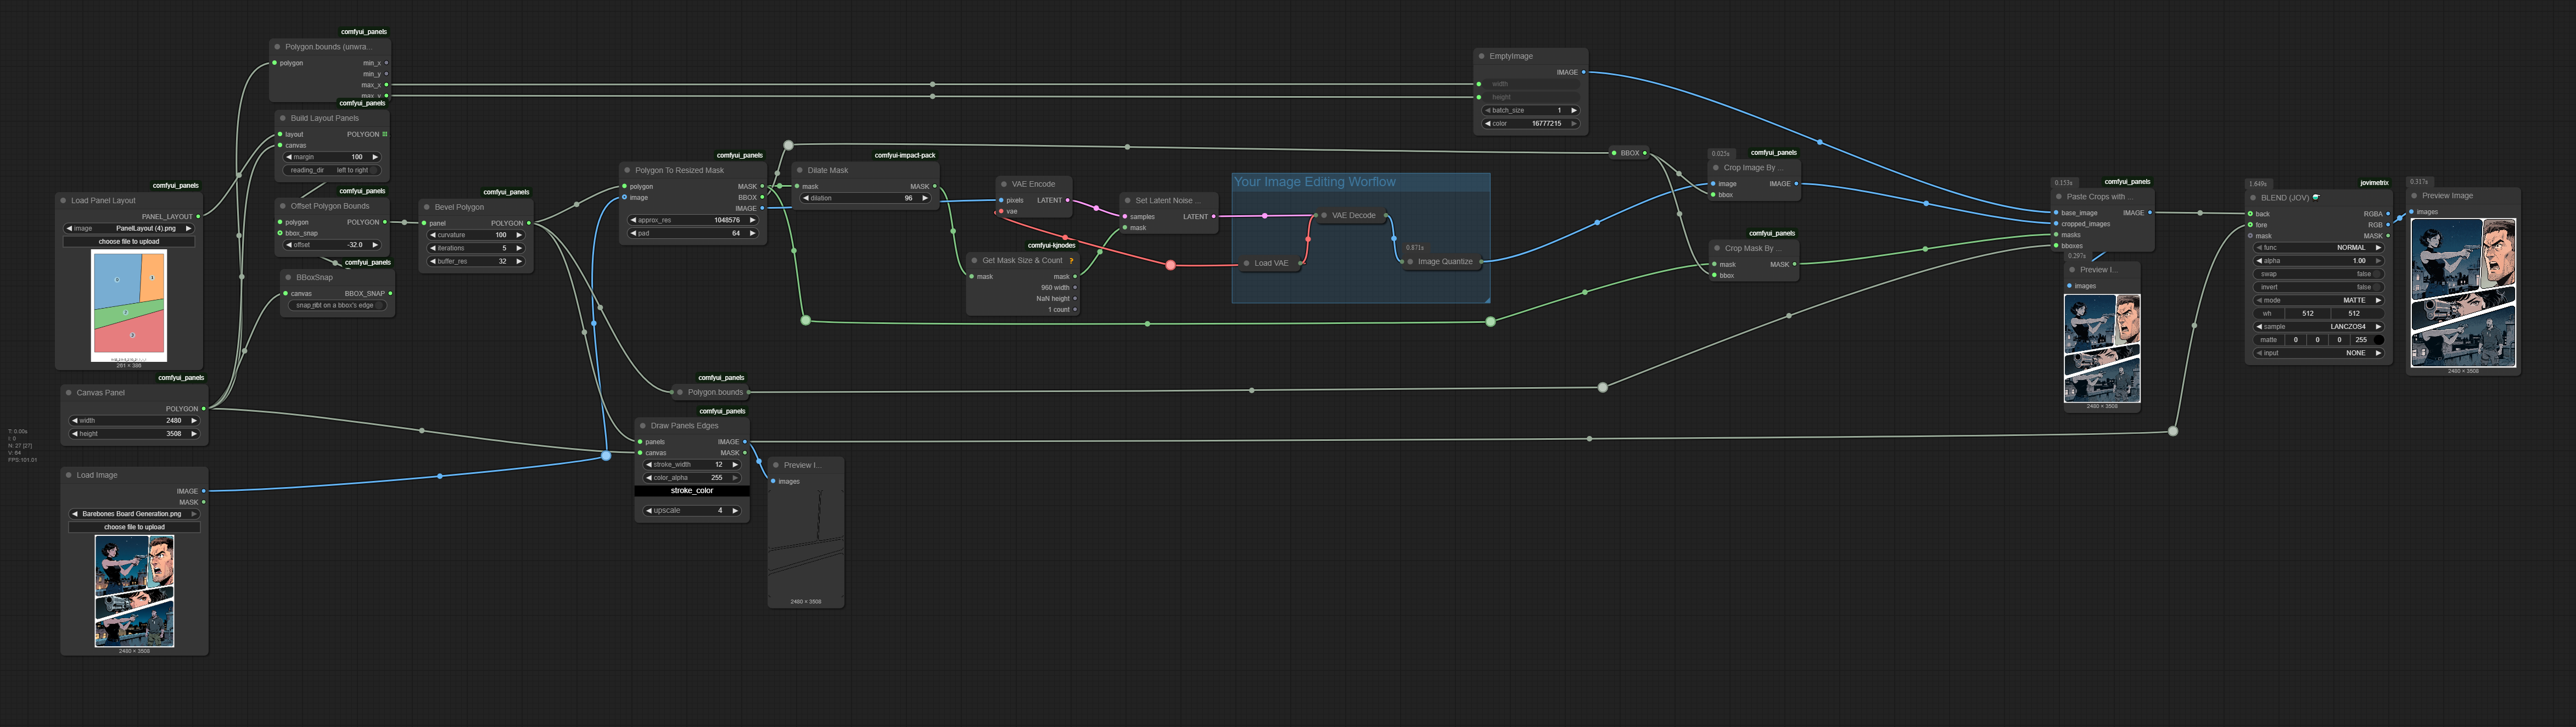 comfyui_panels
Polygon.bounds (unwra...
polygon
min_x
min_y
max_x
max_y
comfyui_panels
Build Layout Panels
layout POLYGON
canvas
margin 100
reading_dir left to right
comfyui_panels
Offset Polygon Bounds
polygon POLYGON
bbox_snap
offset -32.0
comfyui_panels
BBoxSnap
canvas BBOX_SNAP
comfyui_panels
Load Panel Layout
PANEL_LAYOUT
image PanelLayout (4).png
choose file to upload
261 × 386
comfyui_panels
Canvas Panel
POLYGON
width 2480
height 3508
T: 0.00s
I: 0
N: 27 [27]
V: 84
FPS:101.01
Load Image
IMAGE
MASK
Barebones Board Generation.png
choose file to upload
2480 × 3508
comfyui_panels
Bevel Polygon
panel POLYGON
curvature 100
iterations 5
buffer_res 32
comfyui_panels
Polygon To Resized Mask
polygon MASK
image BBOX
IMAGE
approx_res 1048576
pad 64
comfyui-impact-pack
Dilate Mask
mask MASK
dilation 96
VAE Encode
pixels LATENT
vae
comfyui-kjnodes
Get Mask Size & Count ?
mask mask
960 width
NaN height
1 count
Set Latent Noise ...
samples LATENT
mask
Your Image Editing Worflow
VAE Decode
Load VAE
0.871s
Image Quantize
EmptyImage
IMAGE
width
height
batch_size 1
color 16777215
BBOX
0.025s comfyui_panels
Crop Image By ...
image IMAGE
bbox
comfyui_panels
Crop Mask By ...
mask MASK
bbox
comfyui_panels
Polygon bounds
comfyui_panels
Draw Panels Edges
panels IMAGE
canvas MASK
stroke_width 12
color_alpha 255
stroke_color
upscale 4
Preview I...
images
2480 × 3508
0.153s comfyui_panels
Paste Crops with ...
base_image IMAGE
cropped_images
masks
bboxes
0.297s
Preview I...
images
2480 × 3508
1.649s jovimetrix
BLEND (JOV)
back RGBA
fore RGB
mask MASK
func NORMAL
alpha 1.00
swap false
invert false
mode MATTE
wh 512 512
sample LANCZOS4
matte 0 0 0 255
input NONE
0.317s
Preview Image
images
2480 × 3508